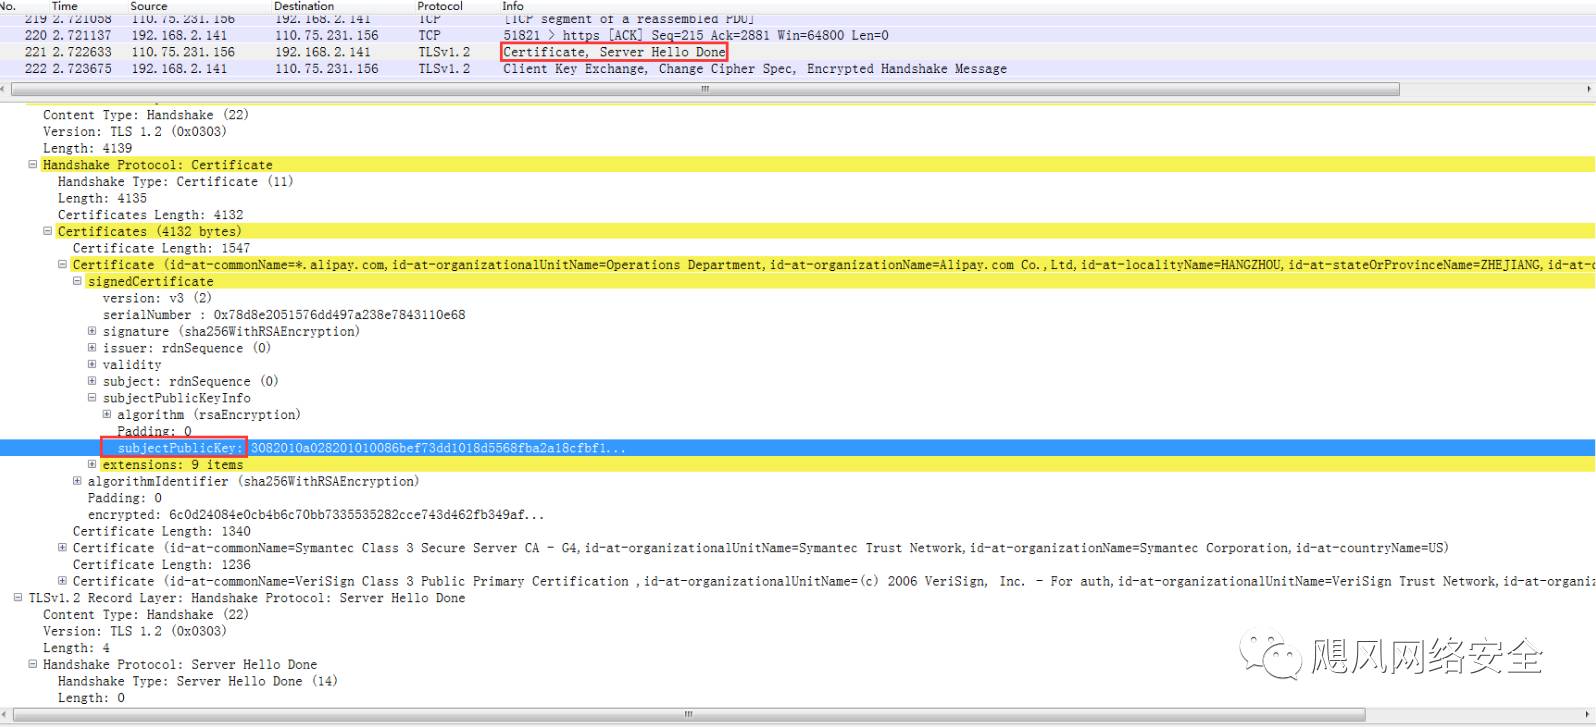 No. Time Source Destination Protocol Info
219 2.721058 110.75.231.156 192.168.2.141 TCP [TCP segment of a reassembled PDU]
220 2.721137 192.168.2.141 110.75.231.156 TCP 51821 > https [ACK] Seq=215 Ack=2881 Win=64800 Len=0
221 2.722633 110.75.231.156 192.168.2.141 TLSv1.2 Certificate, Server Hello Done
222 2.723675 192.168.2.141 110.75.231.156 TLSv1.2 Client Key Exchange, Change Cipher Spec, Encrypted Handshake Message
Content Type: Handshake (22)
Version: TLS 1.2 (0x0303)
Length: 4139
Handshake Protocol: Certificate
Handshake Type: Certificate (11)
Length: 4135
Certificates Length: 4132
Certificates (4132 bytes)
Certificate Length: 1547
Certificate (id-at-commonName=*.alipay.com,id-at-organizationalUnitName=Operations Department,id-at-organizationName=Alipay.com Co.,Ltd,id-at-localityName=HANGZHOU,id-at-stateOrProvinceName=ZHEJIANG,id-at-c
signedCertificate
version: v3 (2)
serialNumber : 0x78d8e2051576dd497a238e7843110e68
signature (sha256WithRSAEncryption)
issuer: rdnSequence (0)
validity
subject: rdnSequence (0)
subjectPublicKeyInfo
algorithm (rsaEncryption)
Padding: 0
subjectPublicKey: 3082010a028201010086bef73dd1018d5568fba2a18cfbf1...
extensions: 9 items
algorithmIdentifier (sha256WithRSAEncryption)
Padding: 0
encrypted: 6c0d24084e0cb4b6c70bb7335535282cce743d462fb349af...
Certificate Length: 1340
Certificate (id-at-commonName=Symantec Class 3 Secure Server CA - G4,id-at-organizationalUnitName=Symantec Trust Network,id-at-organizationName=Symantec Corporation,id-at-countryName=US)
Certificate Length: 1236
Certificate (id-at-commonName=VeriSign Class 3 Public Primary Certification ,id-at-organizationalUnitName=(c) 2006 VeriSign, Inc. - For auth,id-at-organizationalUnitName=VeriSign Trust Network,id-at-organiz
TLSv1.2 Record Layer: Handshake Protocol: Server Hello Done
Content Type: Handshake (22)
Version: TLS 1.2 (0x0303)
Length: 4
Handshake Protocol: Server Hello Done
Handshake Type: Server Hello Done (14)
Length: 0
飓风网络安全